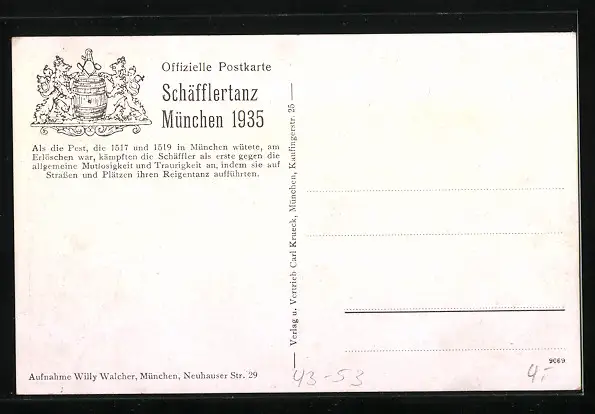 Offizielle Postkarte
Schäfflertanz
München 1935
Als die Pest, die 1517 und 1519 in München wütete, am
Erlöschen war, kämpften die Schäffler als erste gegen die
allgemeine Mutlosigkeit und Traurigkeit an, indem sie auf
Straßen und Plätzen ihren Reigentanz aufführten.
Verlag u. Vertrieb Carl Krueck, München, Kaufingerstr. 25
Aufnahme Willy Walcher, München, Neuhauser Str. 29
43-53
9069
4,-